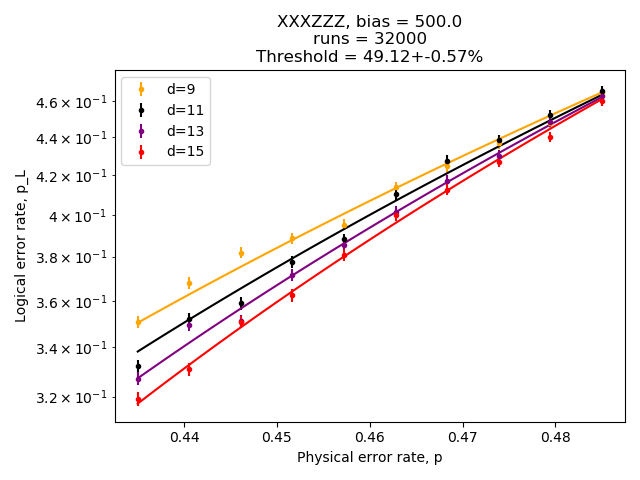 XXXZZZ, bias = 500.0
runs = 32000
Threshold = 49.12+-0.57%
d=9
d=11
d=13
d=15
Logical error rate, p_L
4.6 × 10⁻¹
4.4 × 10⁻¹
4.2 × 10⁻¹
4 × 10⁻¹
3.8 × 10⁻¹
3.6 × 10⁻¹
3.4 × 10⁻¹
3.2 × 10⁻¹
0.44 0.45 0.46 0.47 0.48
Physical error rate, p